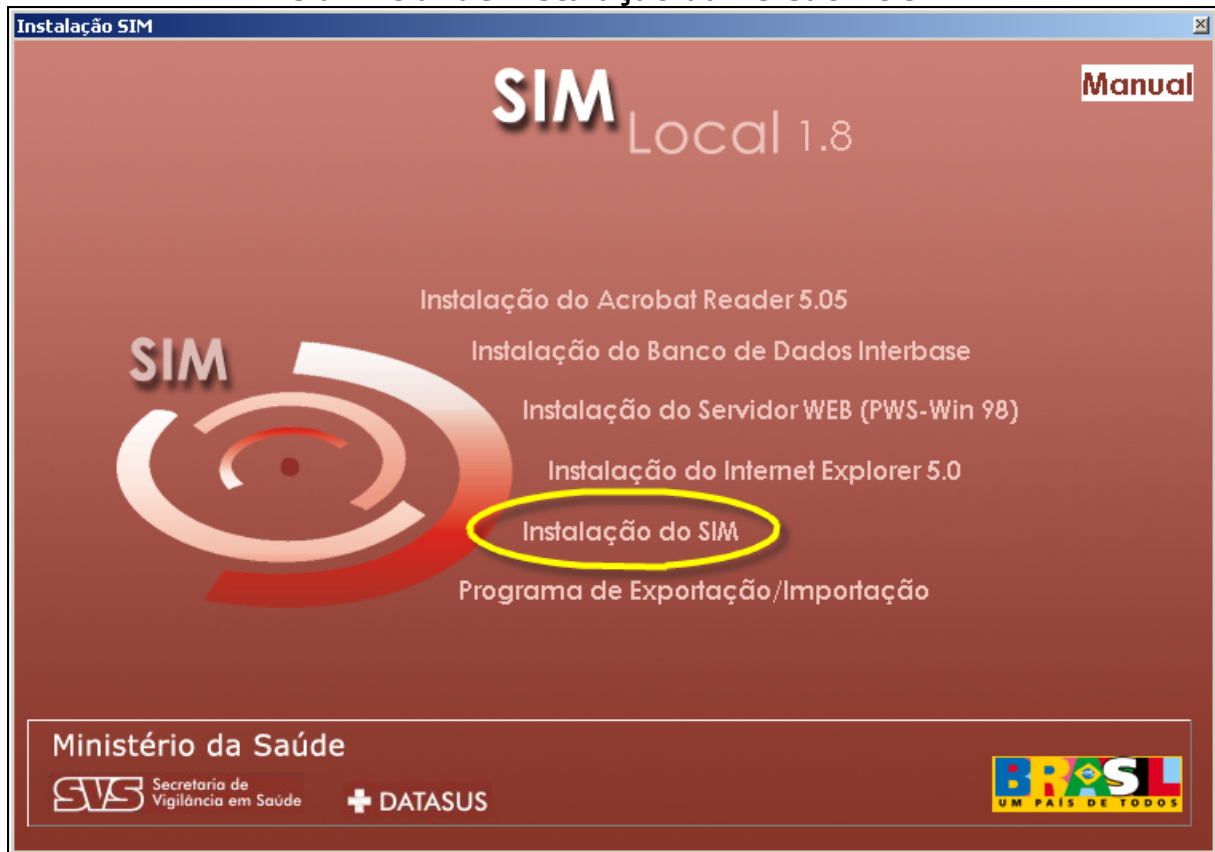 Instalação SIM
SIM
Local 1.8
Manual
Instalação do Acrobat Reader 5.05
SIM
Instalação do Banco de Dados Interbase
Instalação do Servidor WEB (PWS-Win 98)
Instalação do Internet Explorer 5.0
Instalação do SIM
Programa de Exportação/Importação
Ministério da Saúde
SVS Secretaria de
Vigilância em Saúde
DATASUS
BRASIL
UM PAÍS DE TODOS